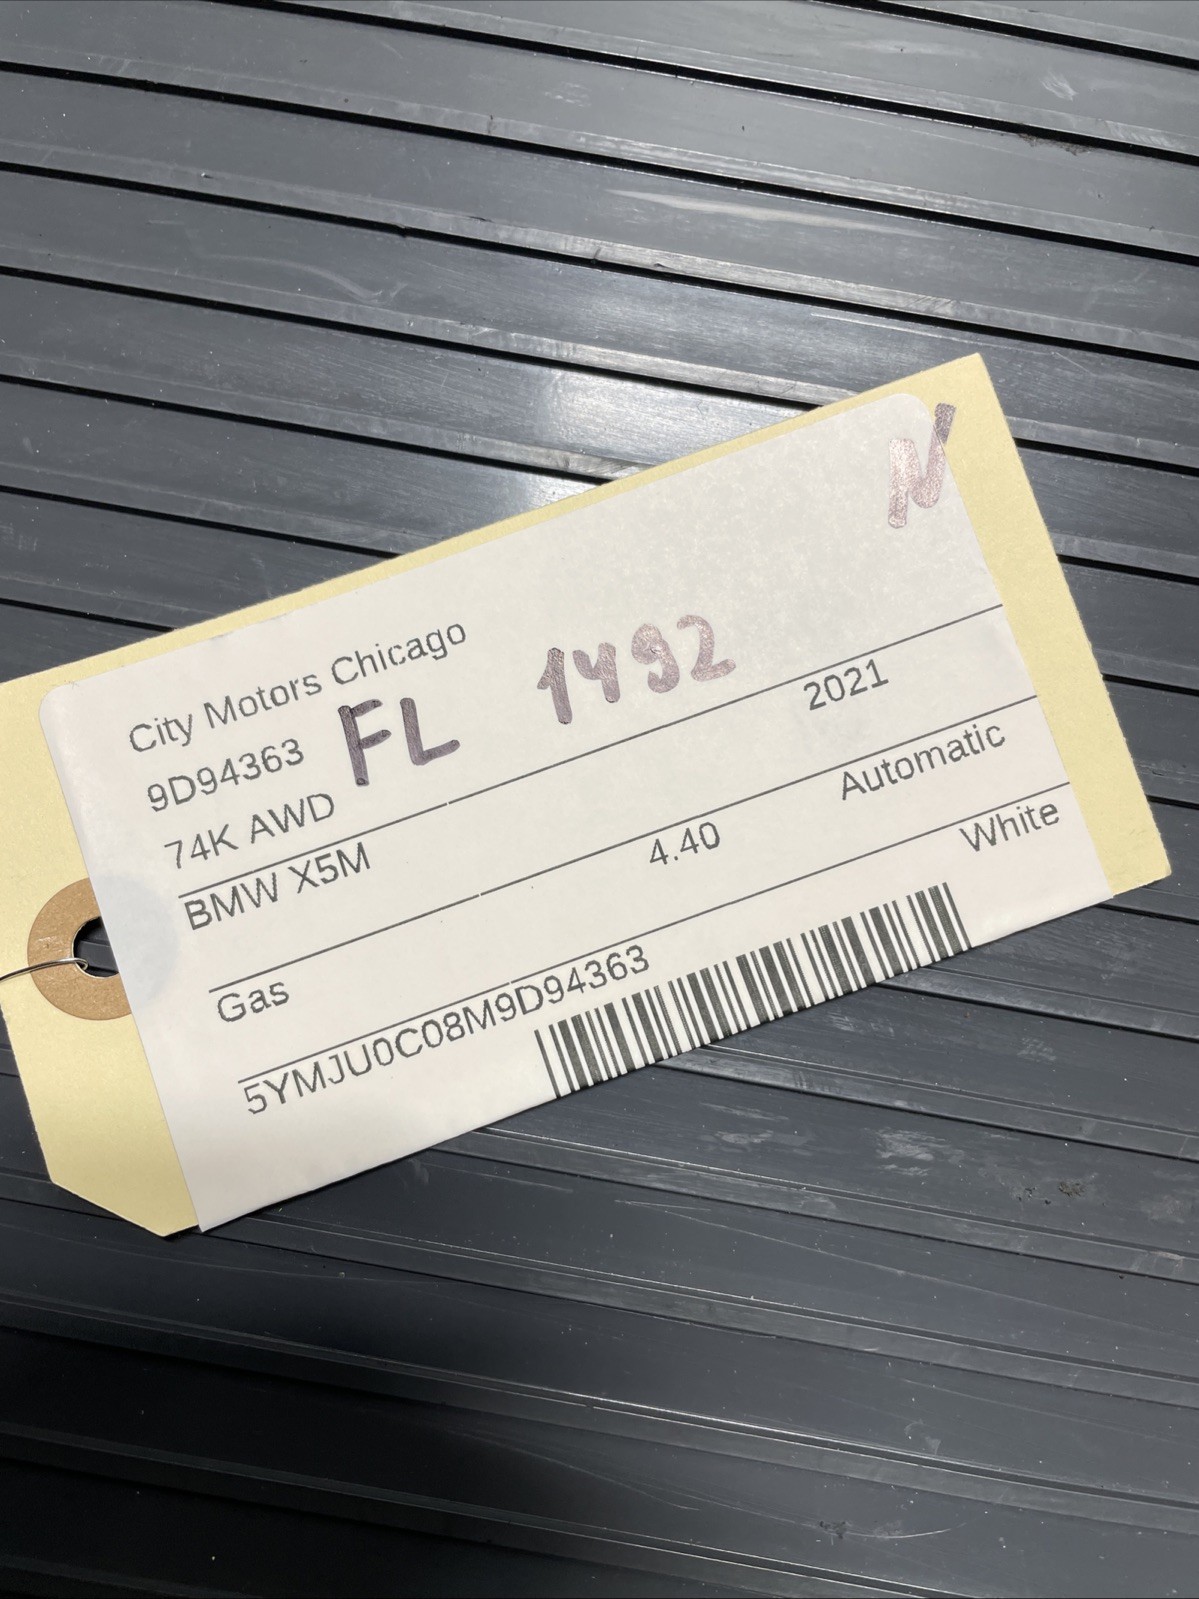 N
City Motors Chicago
9D94363 FL 1492
74K AWD
BMW X5M 2021
Gas 4.40 Automatic
5YMJU0C08M9D94363 White